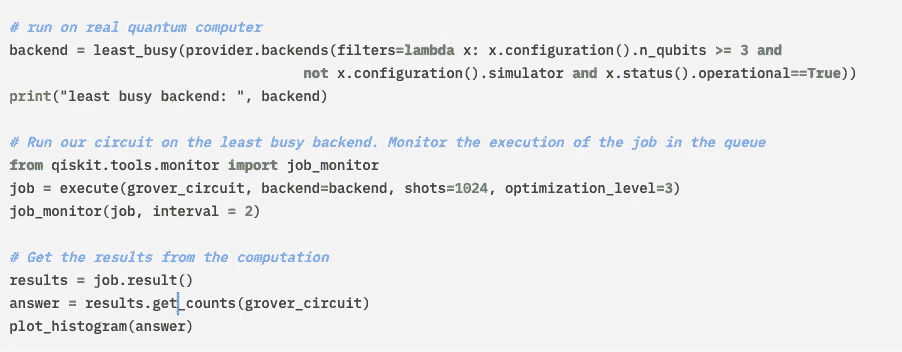 # run on real quantum computer
backend = least_busy(provider.backends(filters=lambda x: x.configuration().n_qubits >= 3 and
not x.configuration().simulator and x.status().operational==True))
print("least busy backend: ", backend)
# Run our circuit on the least busy backend. Monitor the execution of the job in the queue
from qiskit.tools.monitor import job_monitor
job = execute(grover_circuit, backend=backend, shots=1024, optimization_level=3)
job_monitor(job, interval = 2)
# Get the results from the computation
results = job.result()
answer = results.get_counts(grover_circuit)
plot_histogram(answer)